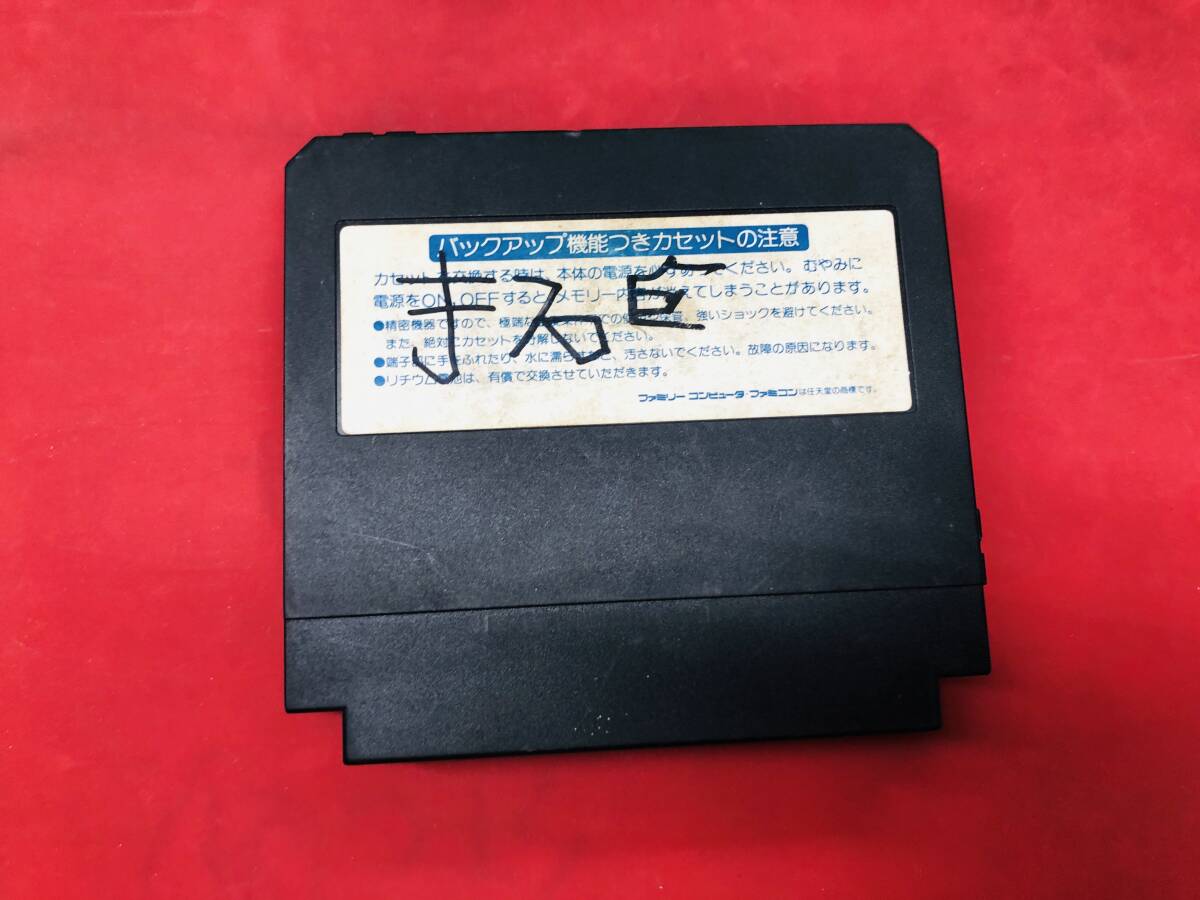 バックアップ機能つきカセットの注意
カセットを交換する時は、本体の電源を必ず切ってください。むやみに
電源をON、OFFすると、メモリー内容が消えてしまうことがあります。
●精密機器ですので、極端な 強いショックを避けてください。
また、絶対にカセットを分解しないでください。
●端子部に手をふれたり、水に濡らすなど、汚さないでください。故障の原因になります。
●リチウム電池は、有償で交換させていただきます。
ファミリーコンピュータ・ファミコンは任天堂の商標です。